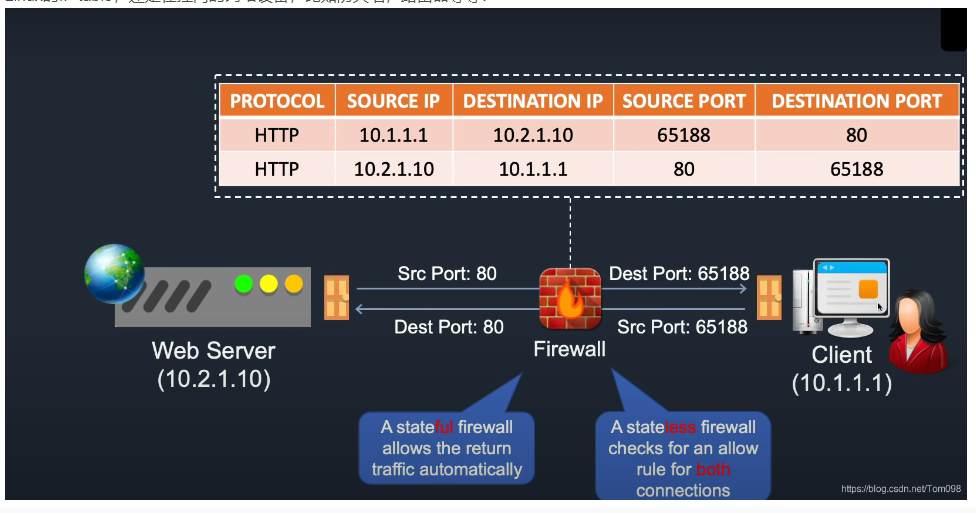 PROTOCOL SOURCE IP DESTINATION IP SOURCE PORT DESTINATION PORT
HTTP 10.1.1.1 10.2.1.10 65188 80
HTTP 10.2.1.10 10.1.1.1 80 65188
Src Port: 80
Dest Port: 65188
Dest Port: 80
Src Port: 65188
Web Server
(10.2.1.10)
Firewall
Client
(10.1.1.1)
A stateful firewall
allows the return
traffic automatically
A stateless firewall
checks for an allow
rule for both
connections
https://blog.csdn.net/Tom098